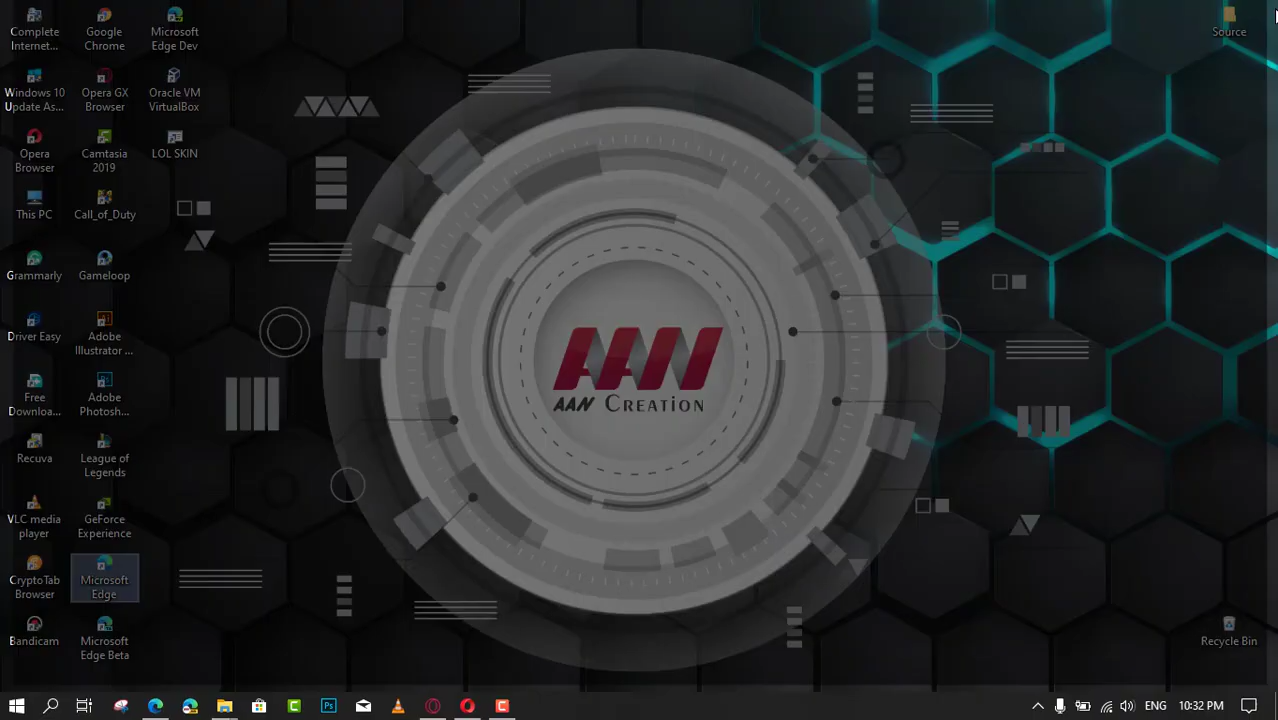 Complete
Internet...
Google
Chrome
Microsoft
Edge Dev
Source
Windows 10
Update As...
Opera GX
Browser
Oracle VM
VirtualBox
Opera
Browser
Camtasia
2019
LOL SKIN
This PC
Call_of_Duty
Grammarly
Gameloop
Driver Easy
Adobe
Illustrator ...
Free
Downloa...
Adobe
Photosh...
AAN
AAN Creation
Recuva
League of
Legends
VLC media
player
GeForce
Experience
CryptoTab
Browser
Microsoft
Edge
Bandicam
Microsoft
Edge Beta
Recycle Bin
Ps
ENG
10:32 PM